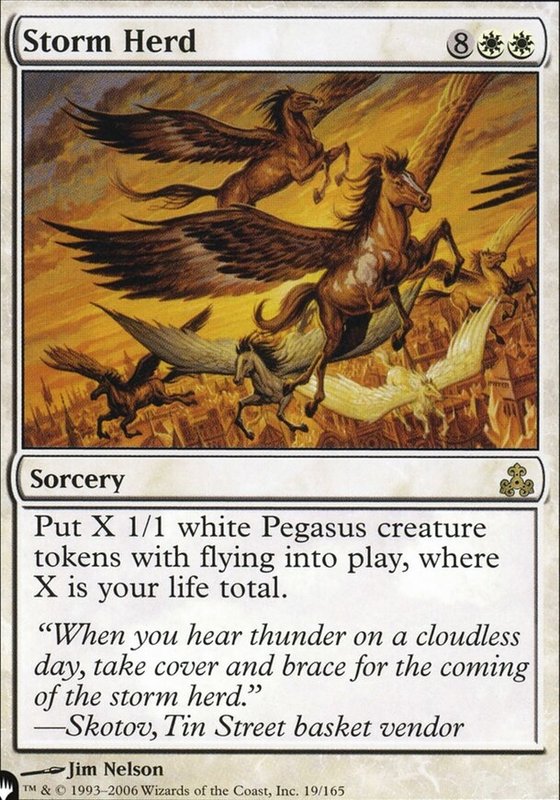 Storm Herd 8
Sorcery
Put X 1/1 white Pegasus creature
tokens with flying into play, where
X is your life total.
“When you hear thunder on a cloudless
day, take cover and brace for the coming
of the storm herd.”
—Skotov, Tin Street basket vendor
Jim Nelson
™ & © 1993–2006 Wizards of the Coast, Inc. 19/165